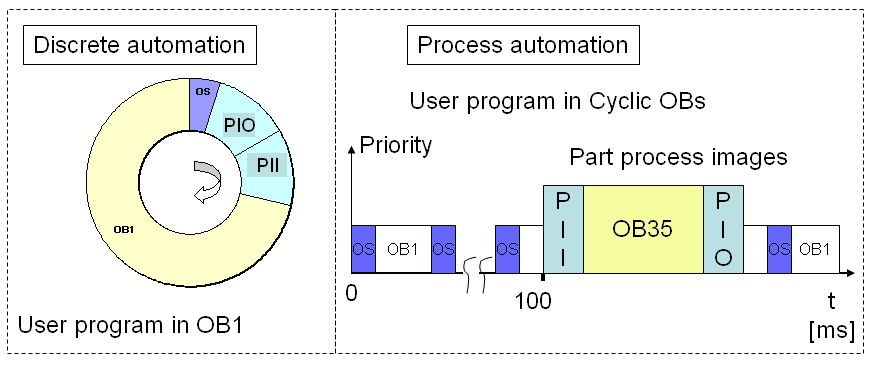 Discrete automation
OS
PIO
PII
OB1
User program in OB1
Process automation
User program in Cyclic OBs
Priority
Part process images
OS
OB1
OS
OS
P
I
I
OB35
P
I
O
OS
OB1
0
100
t
[ms]